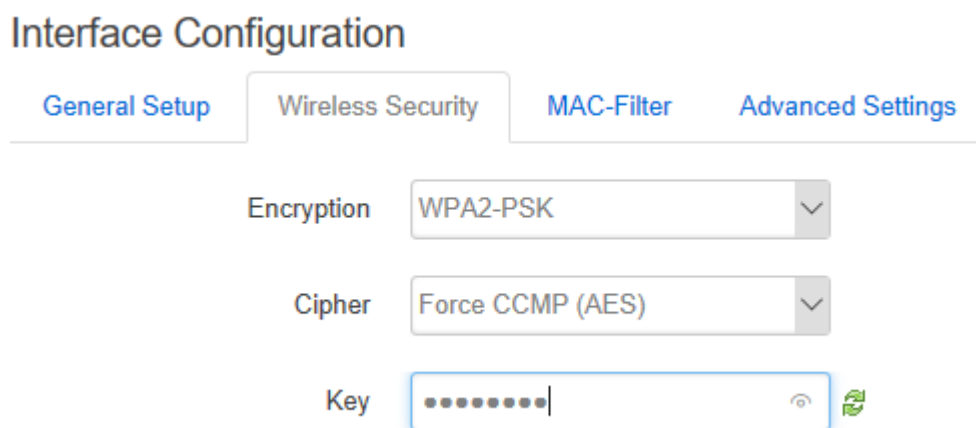 Interface Configuration
General Setup Wireless Security MAC-Filter Advanced Settings
Encryption WPA2-PSK
Cipher Force CCMP (AES)
Key ●●●●●●●●